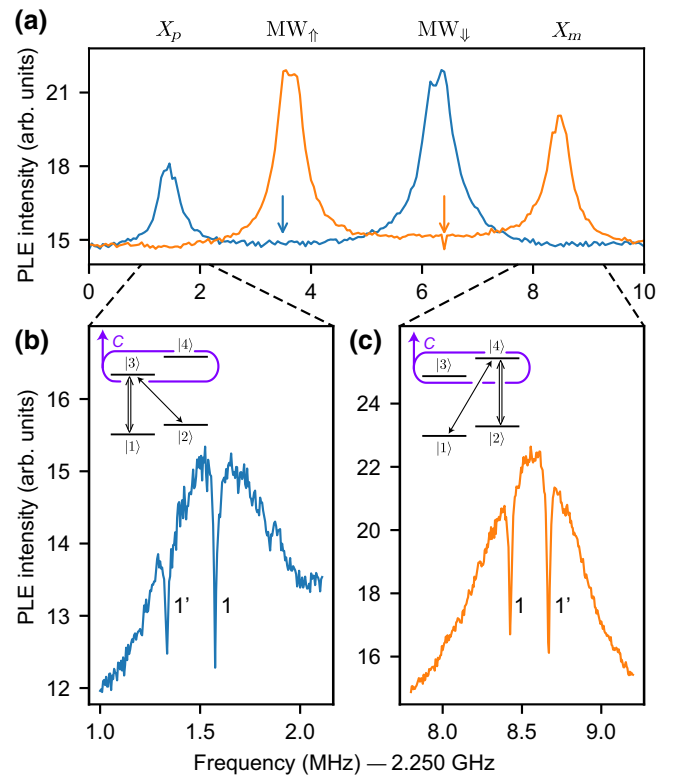 (a)
X_p MW_⇑ MW_⇓ X_m
PLE intensity (arb. units)
21
18
15
0 2 4 6 8 10
(b)
C
|4⟩
|3⟩
|2⟩
|1⟩
PLE intensity (arb. units)
16
15
14
13
12
1' 1
1.0 1.5 2.0
(c)
C
|4⟩
|3⟩
|2⟩
|1⟩
24
22
20
18
16
1 1'
8.0 8.5 9.0
Frequency (MHz) — 2.250 GHz